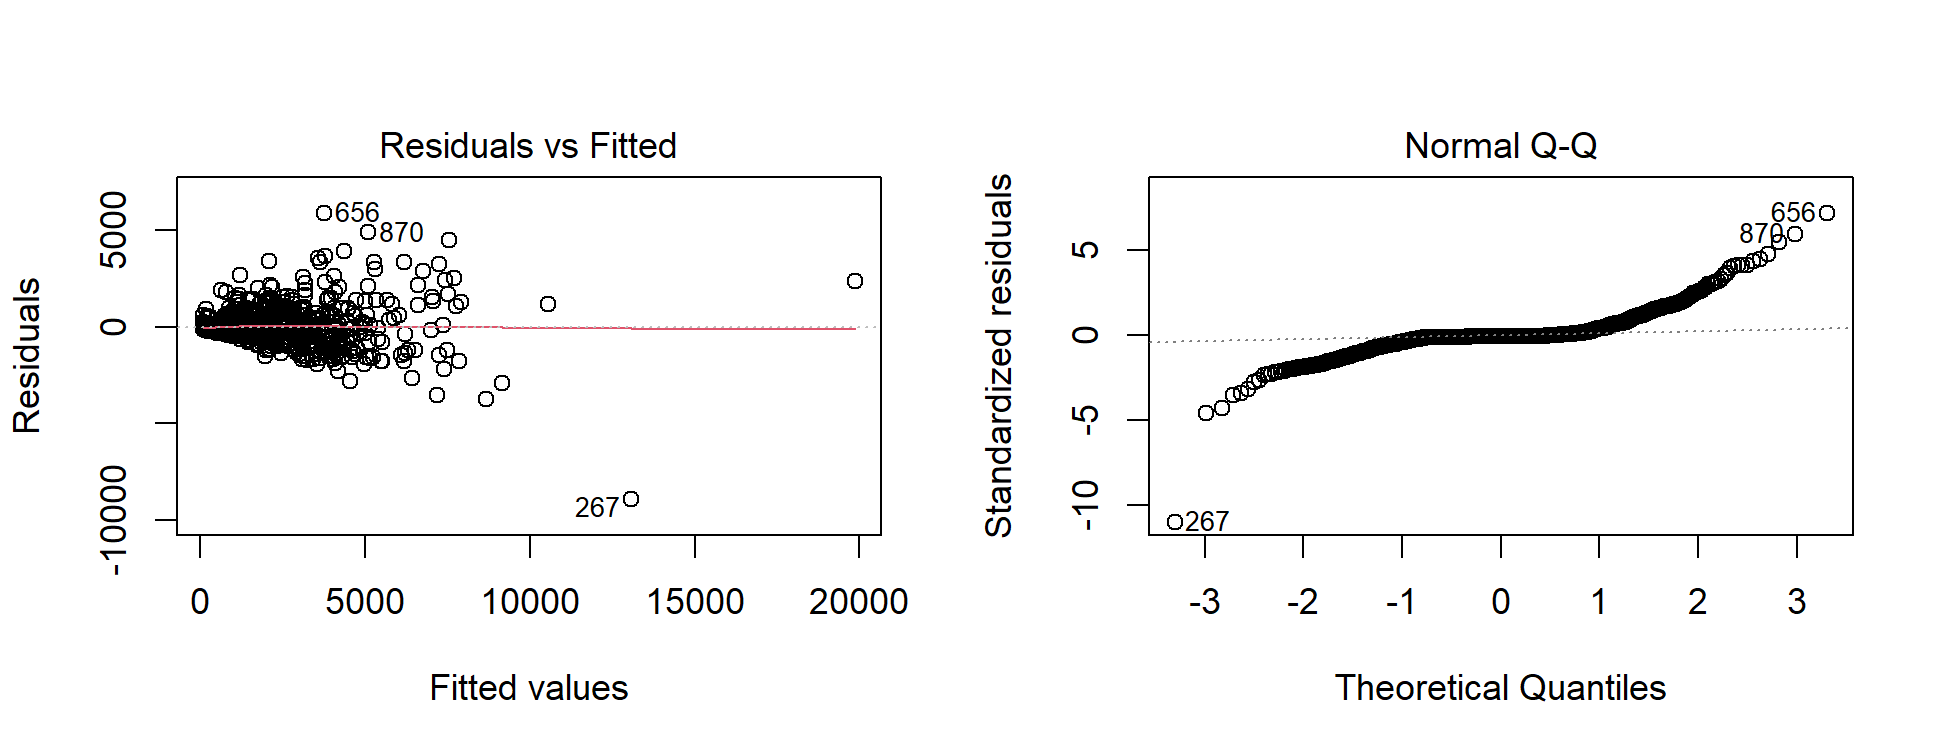 Residuals vs Fitted
Residuals
5000
0
-10000
656
870
267
0 5000 10000 15000 20000
Fitted values
Normal Q-Q
Standardized residuals
5
0
-5
-10
656
870
267
-3 -2 -1 0 1 2 3
Theoretical Quantiles